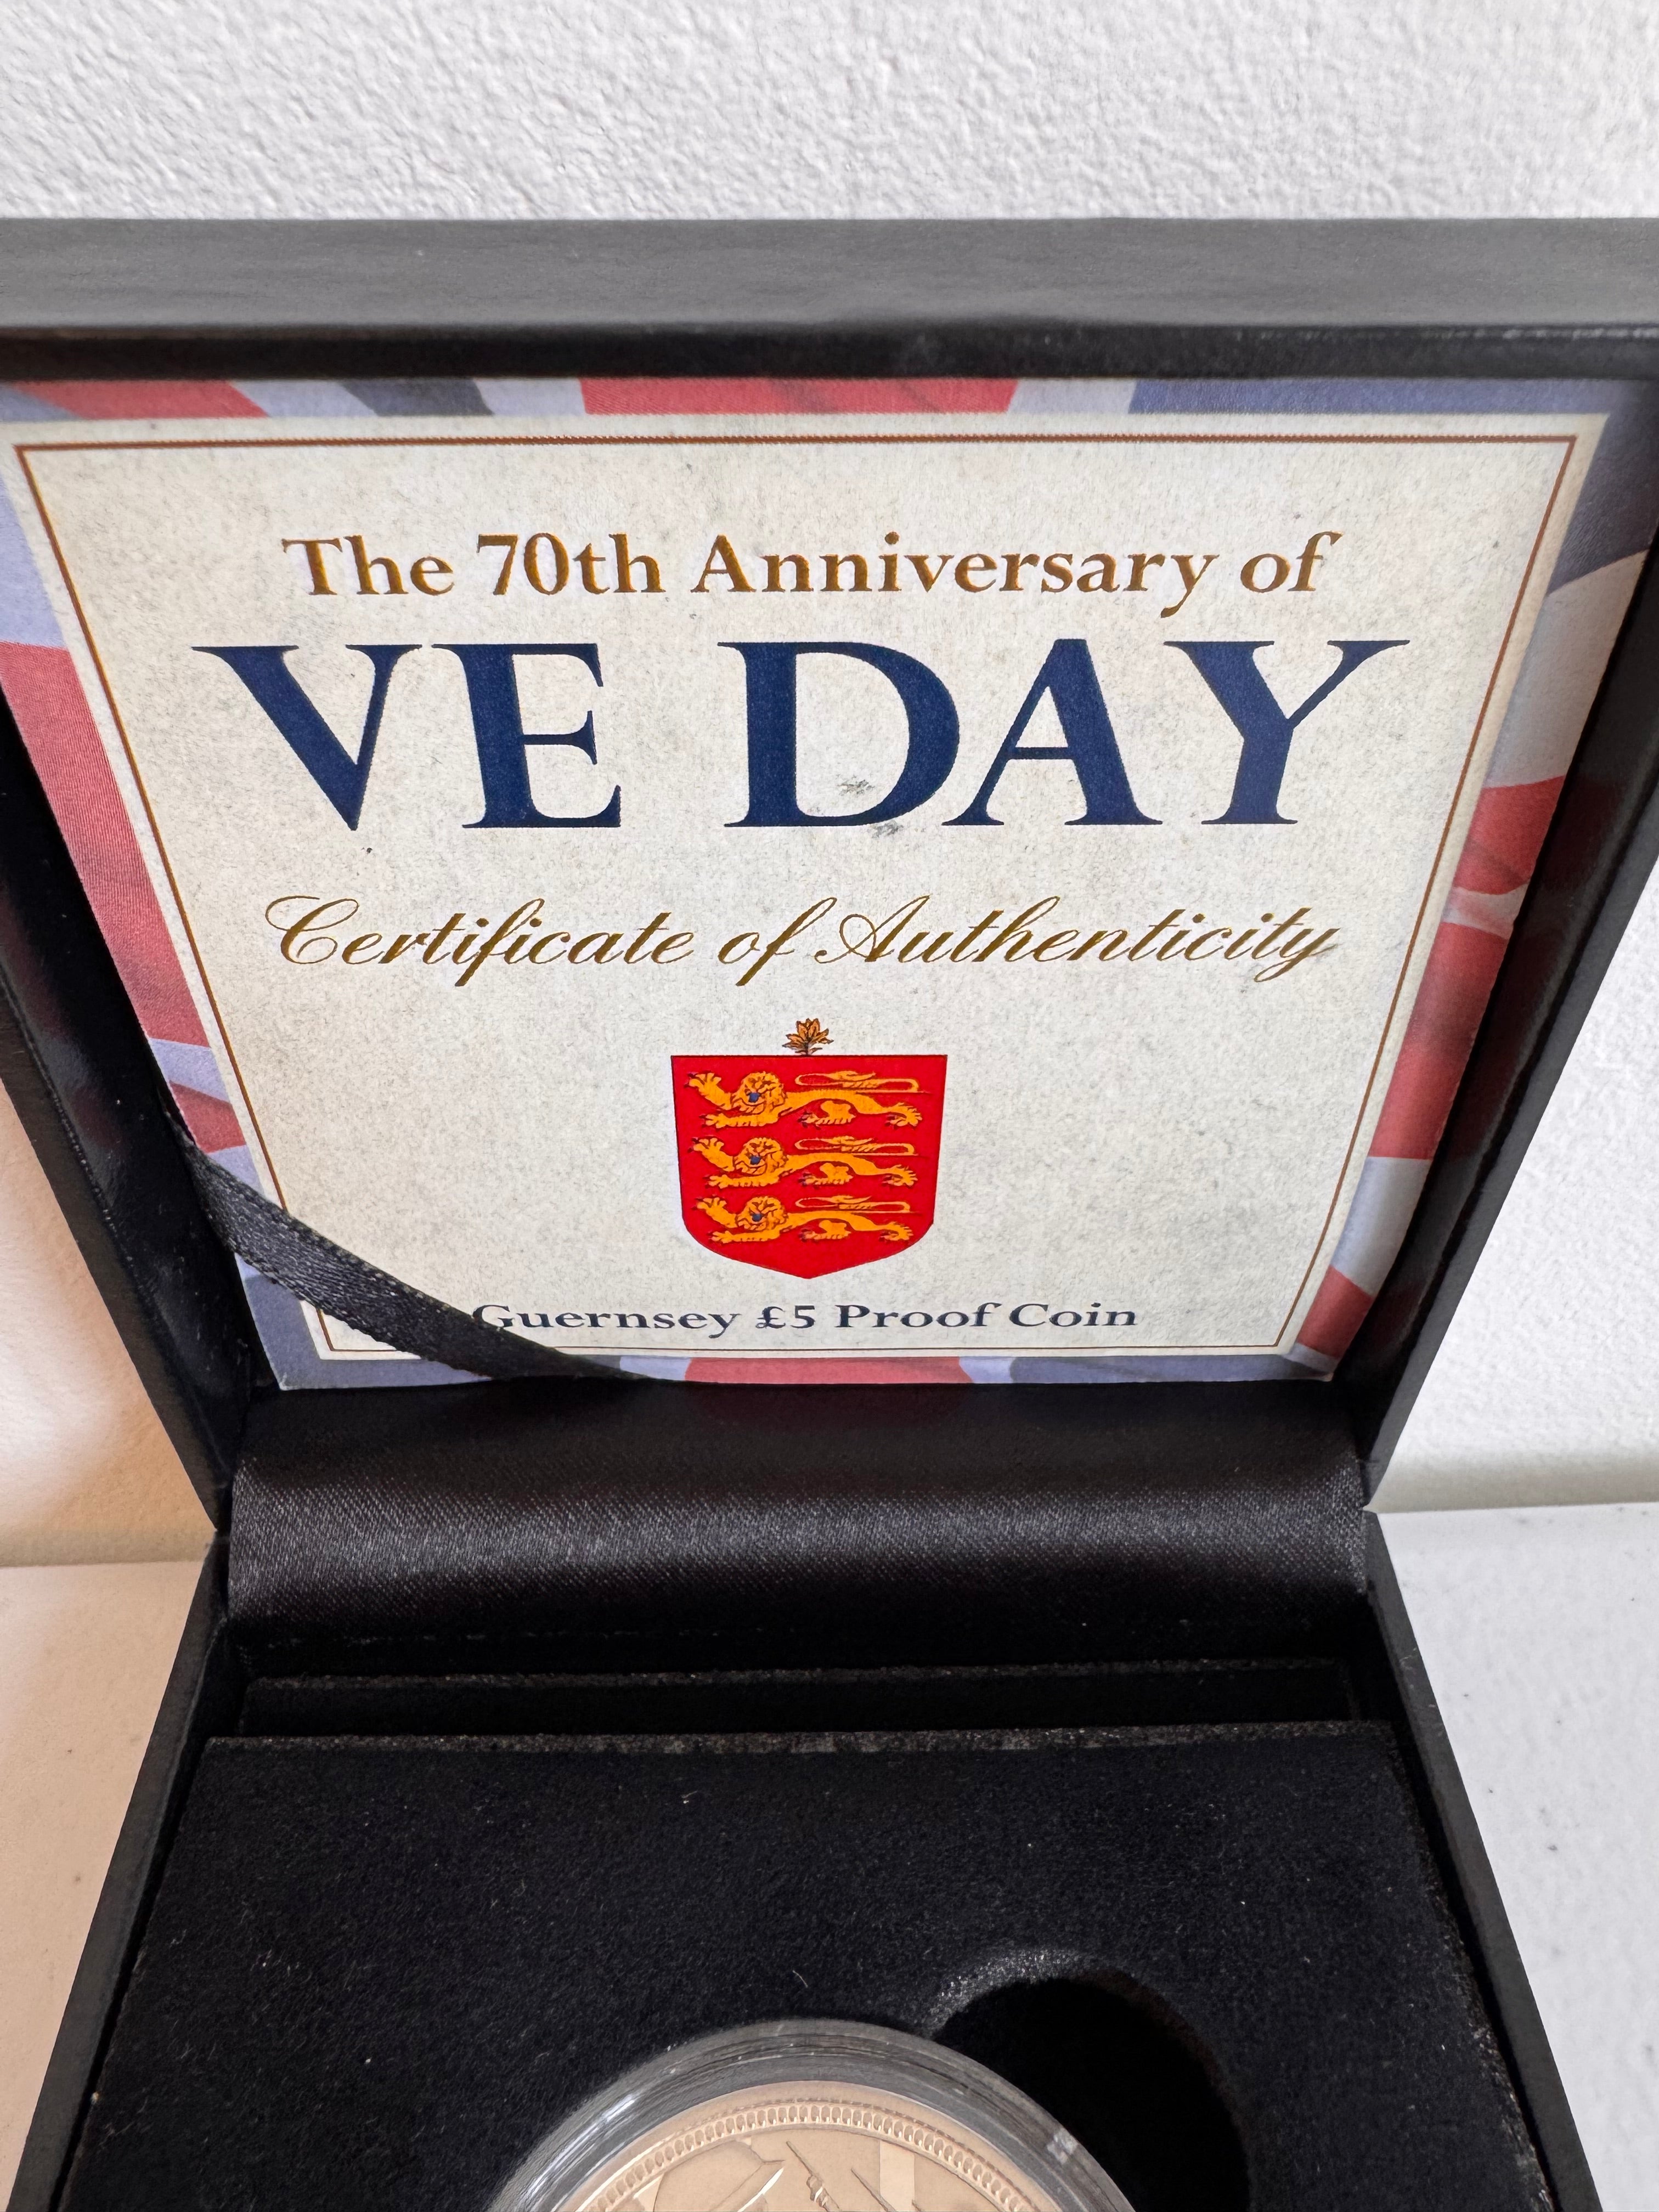 The 70th Anniversary of
VE DAY
Certificate of Authenticity
Guernsey £5 Proof Coin